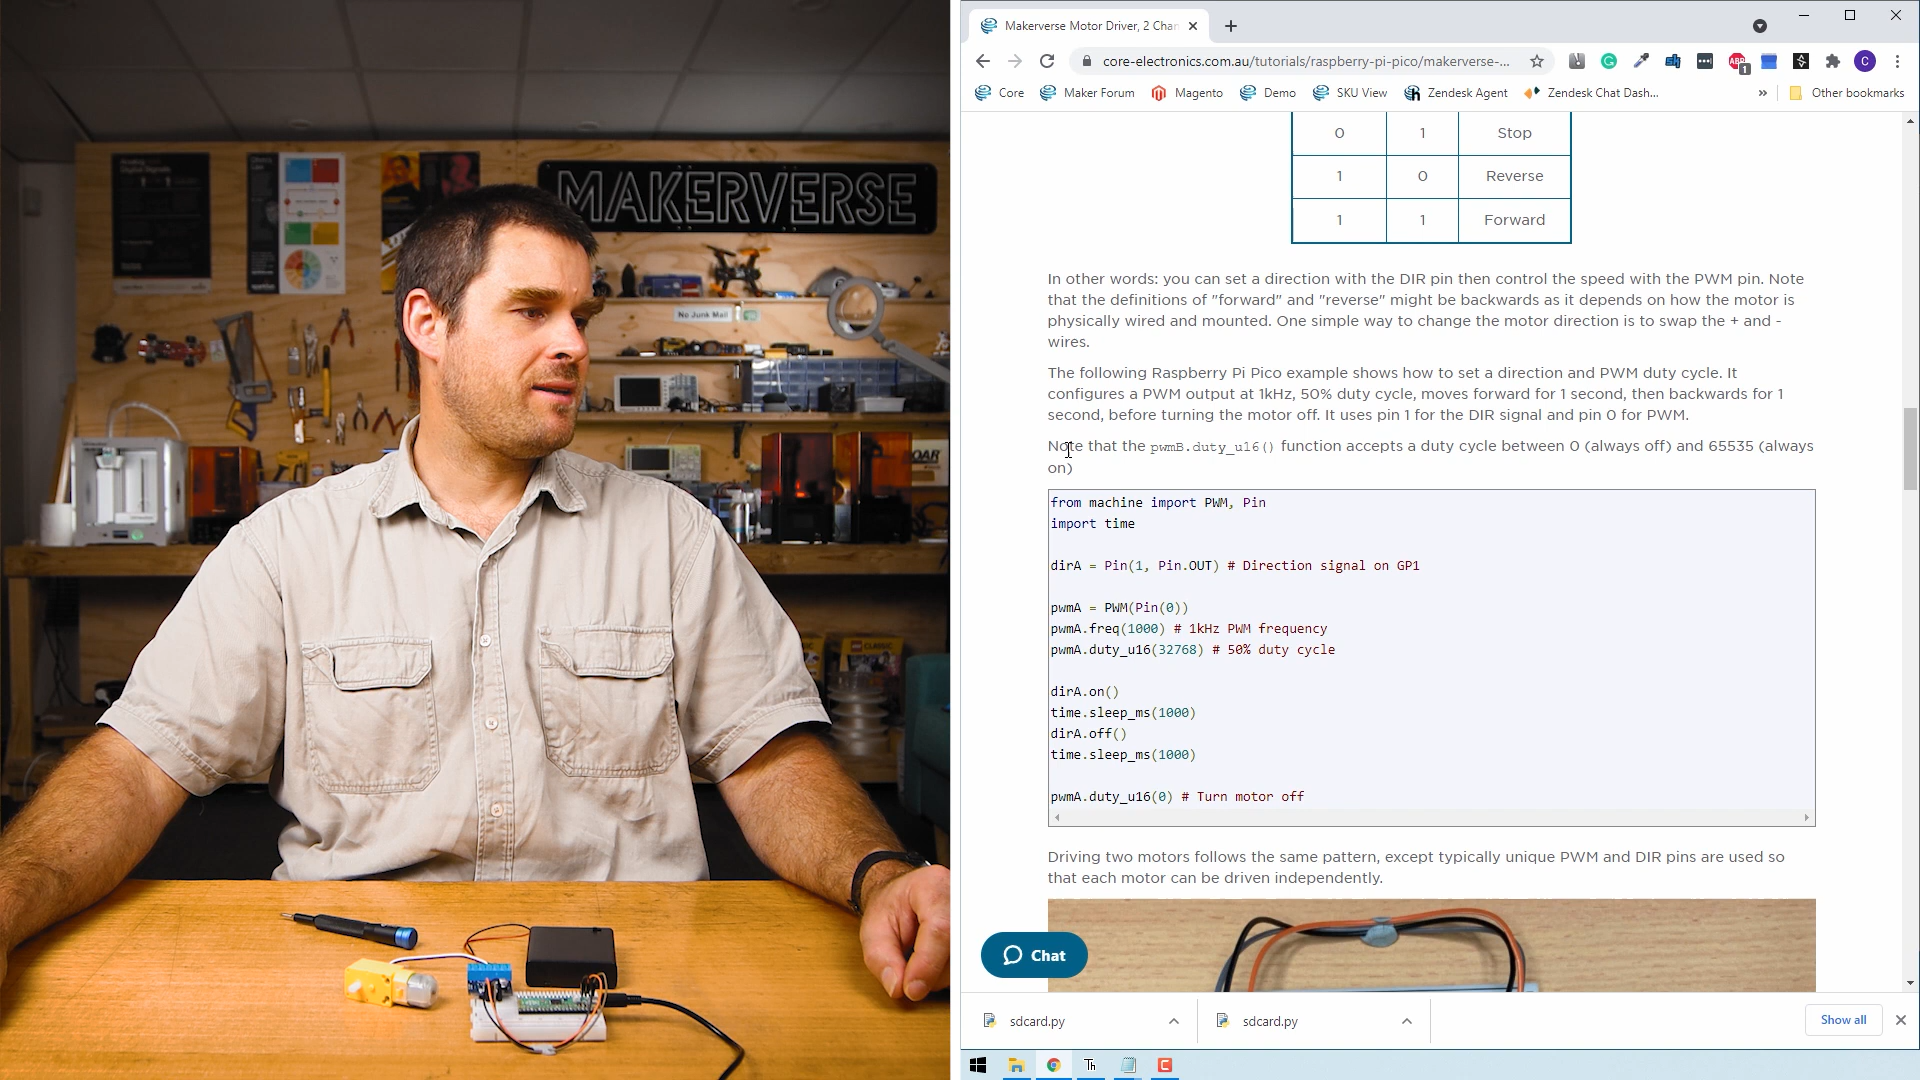 MAKERVERSE
No Junk Mail
Makerverse Motor Driver, 2 Chan
core-electronics.com.au/tutorials/raspberry-pi-pico/makerverse-...
ABP
1
C
Core
Maker Forum
Magento
Demo
SKU View
Zendesk Agent
Zendesk Chat Dash...
»
Other bookmarks
0 1 Stop
1 0 Reverse
1 1 Forward
In other words: you can set a direction with the DIR pin then control the speed with the PWM pin. Note
that the definitions of "forward" and "reverse" might be backwards as it depends on how the motor is
physically wired and mounted. One simple way to change the motor direction is to swap the + and -
wires.
The following Raspberry Pi Pico example shows how to set a direction and PWM duty cycle. It
configures a PWM output at 1kHz, 50% duty cycle, moves forward for 1 second, then backwards for 1
second, before turning the motor off. It uses pin 1 for the DIR signal and pin 0 for PWM.
Note that the pwmB.duty_u16() function accepts a duty cycle between 0 (always off) and 65535 (always
on)
from machine import PWM, Pin
import time
dirA = Pin(1, Pin.OUT) # Direction signal on GP1
pwmA = PWM(Pin(0))
pwmA.freq(1000) # 1kHz PWM frequency
pwmA.duty_u16(32768) # 50% duty cycle
dirA.on()
time.sleep_ms(1000)
dirA.off()
time.sleep_ms(1000)
pwmA.duty_u16(0) # Turn motor off
Driving two motors follows the same pattern, except typically unique PWM and DIR pins are used so
that each motor can be driven independently.
Chat
sdcard.py
sdcard.py
Show all
Th